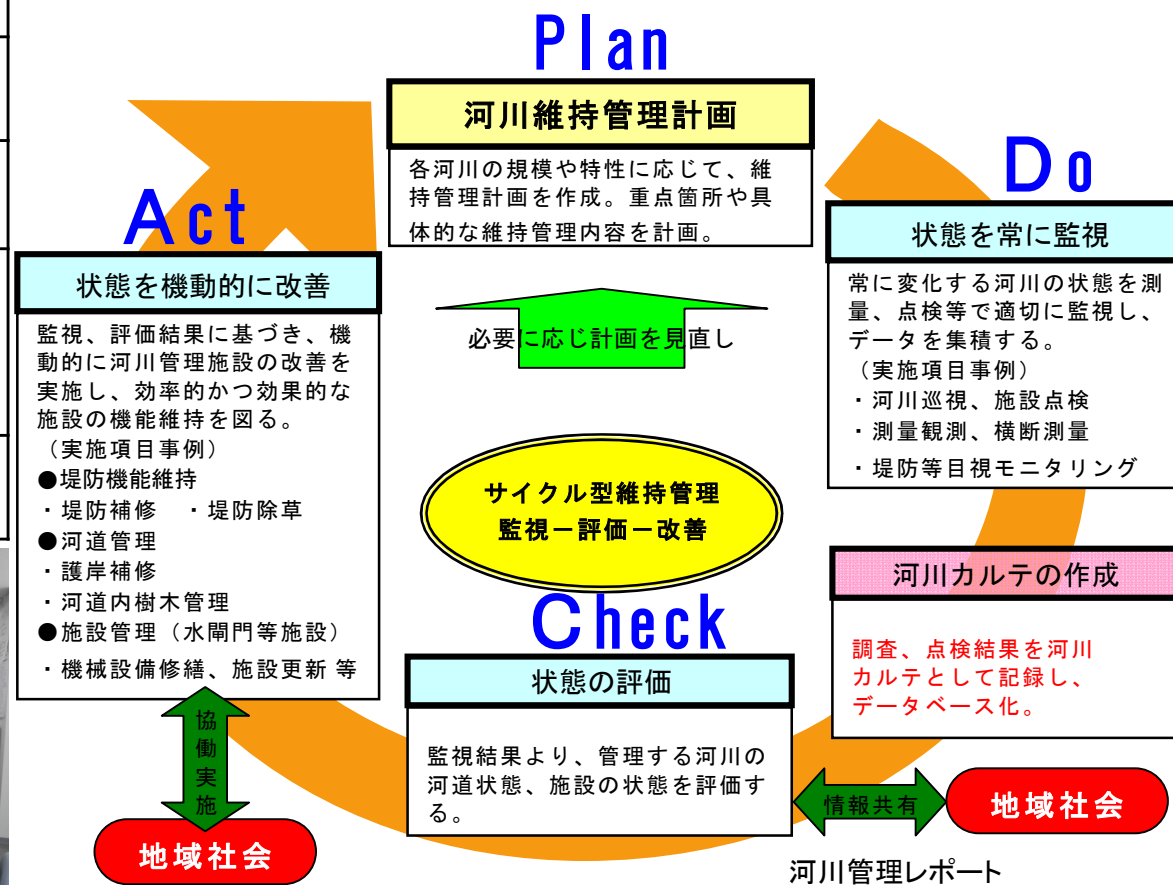 Plan
河川維持管理計画
各河川の規模や特性に応じて、維
持管理計画を作成。重点箇所や具
体的な維持管理内容を計画。
Do
状態を常に監視
常に変化する河川の状態を測
量、点検等で適切に監視し、
データを集積する。
（実施項目事例）
・河川巡視、施設点検
・測量観測、横断測量
・堤防等目視モニタリング
河川カルテの作成
調査、点検結果を河川
カルテとして記録し、
データベース化。
Check
状態の評価
監視結果より、管理する河川の
河道状態、施設の状態を評価す
る。
情報共有
地域社会
河川管理レポート
Act
状態を機動的に改善
監視、評価結果に基づき、機
動的に河川管理施設の改善を
実施し、効率的かつ効果的な
施設の機能維持を図る。
（実施項目事例）
●堤防機能維持
・堤防補修　・堤防除草
●河道管理
・護岸補修
・河道内樹木管理
●施設管理（水閘門等施設）
・機械設備修繕、施設更新 等
協働実施
地域社会
必要に応じ計画を見直し
サイクル型維持管理
監視－評価－改善